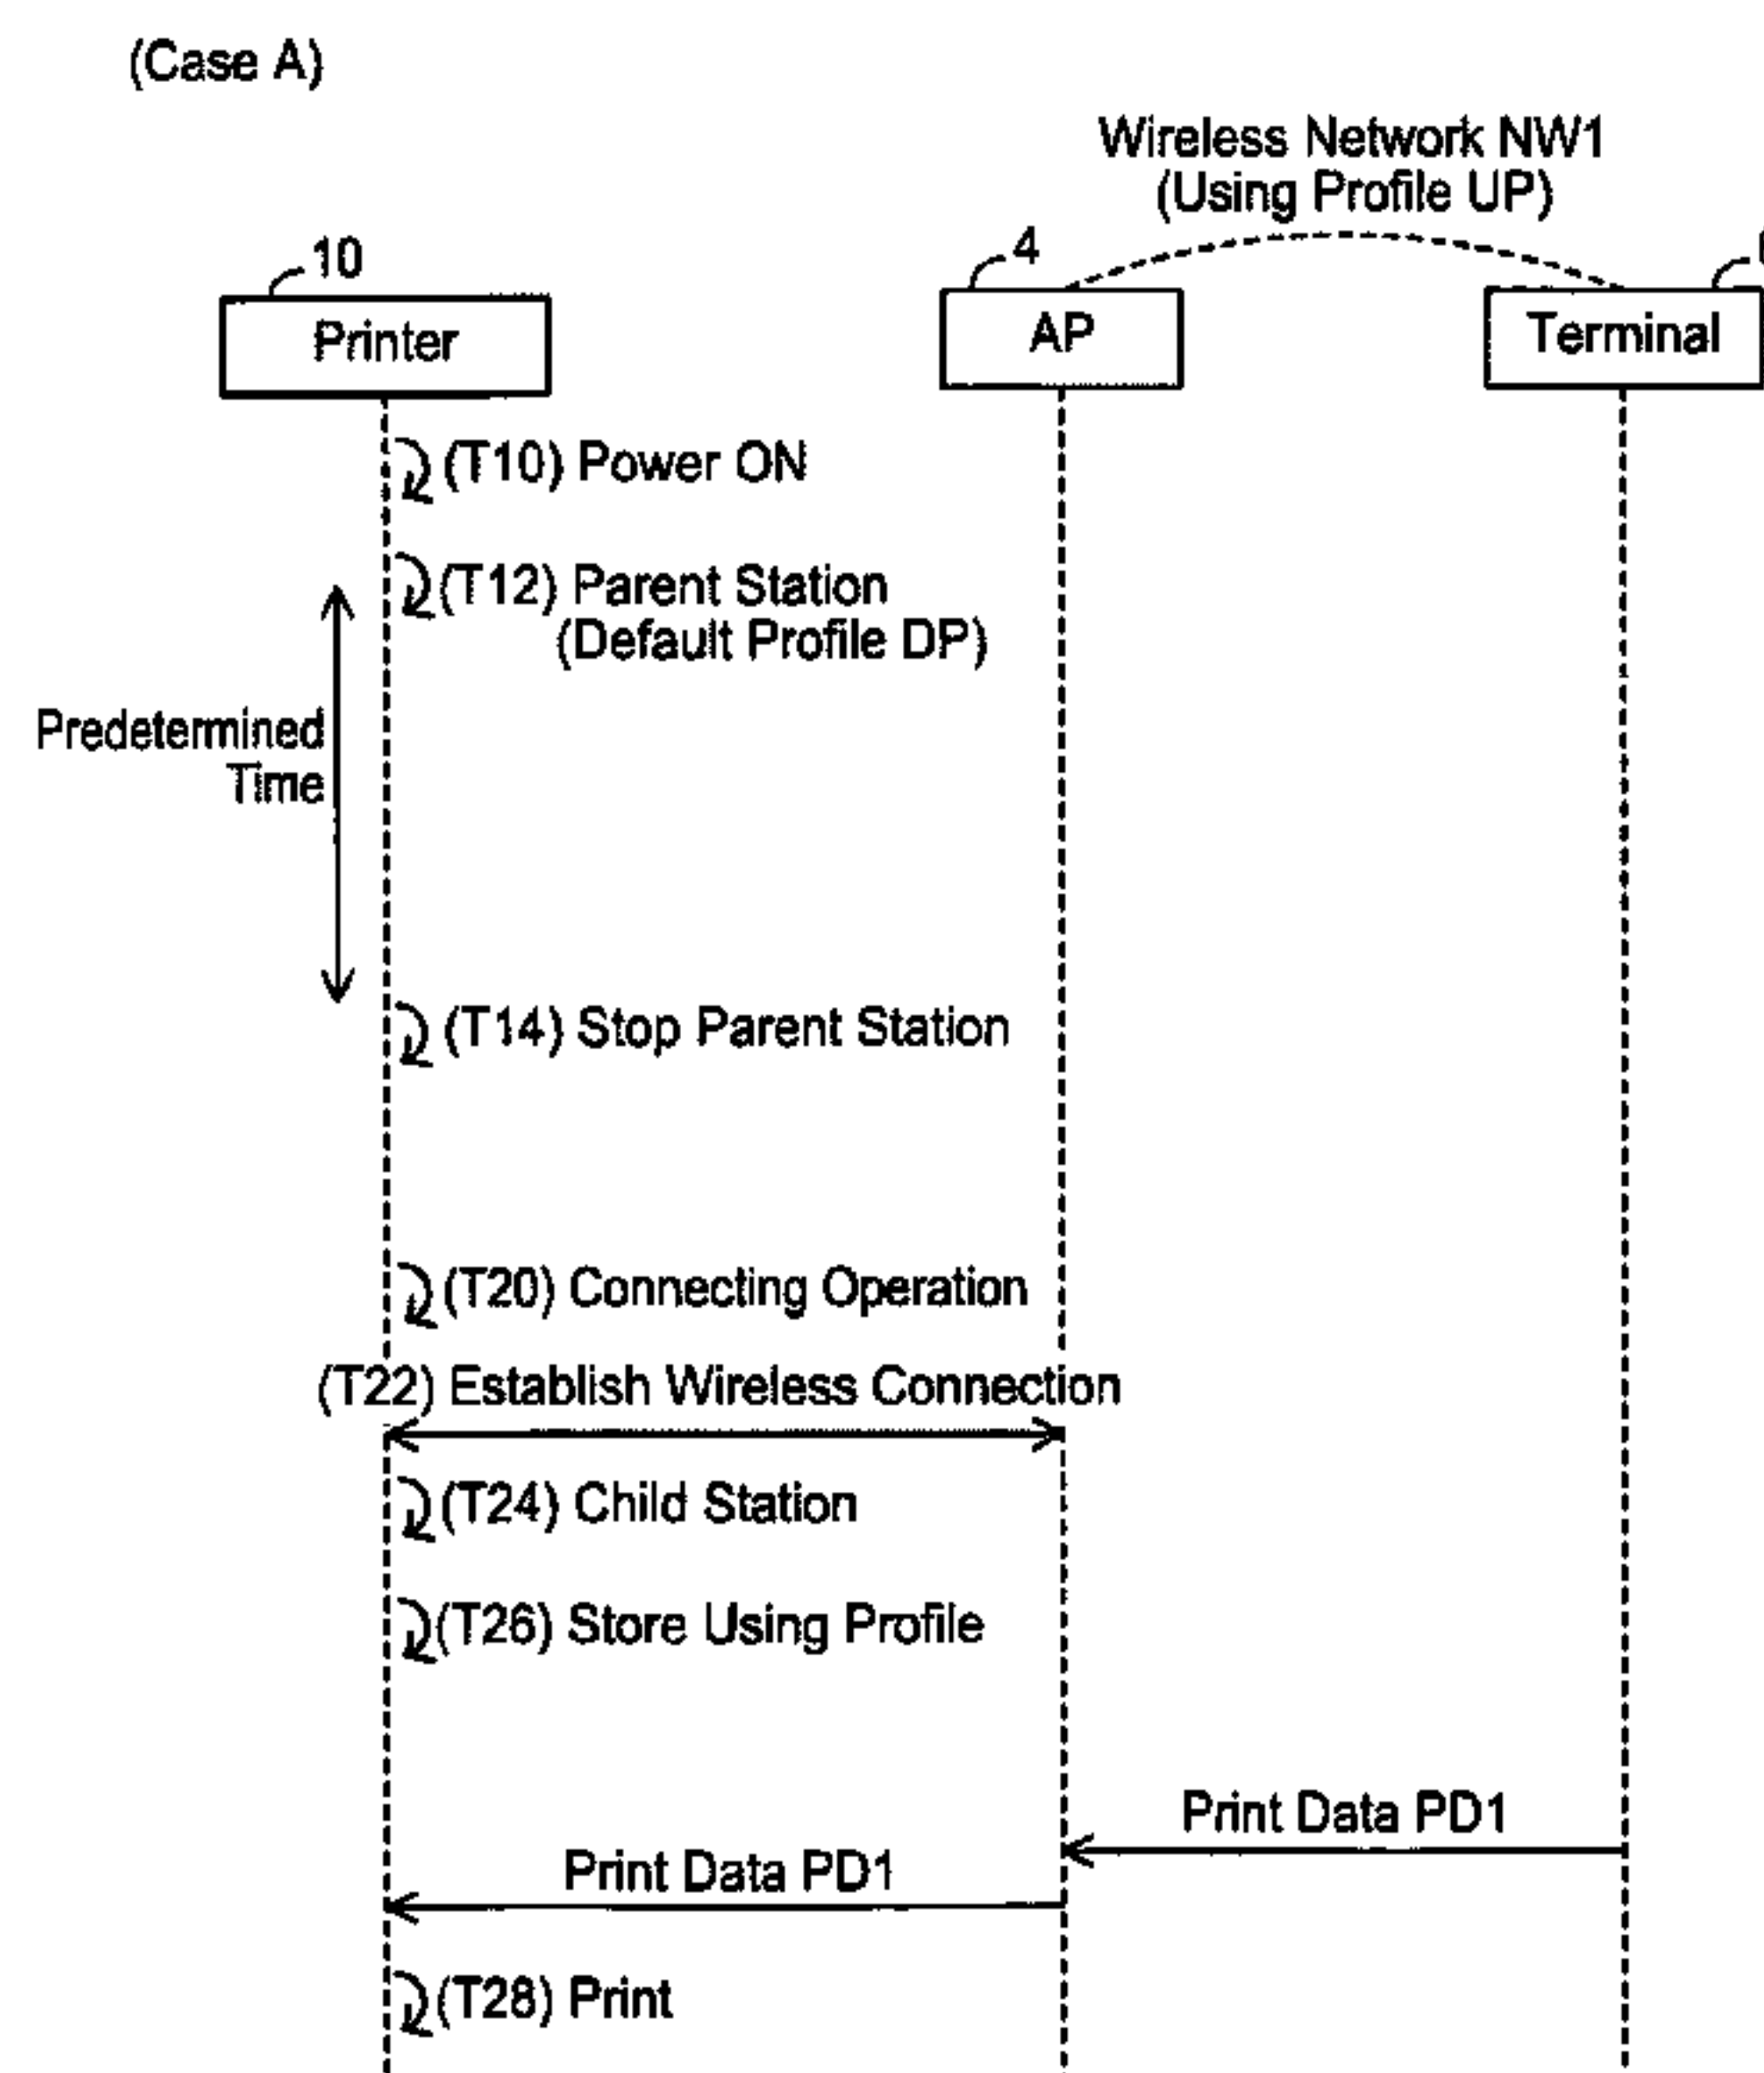 (Case A)
Wireless Network NW1
(Using Profile UP)
10
4
Printer
AP
Terminal
(T10) Power ON
(T12) Parent Station
(Default Profile DP)
Predetermined
Time
(T14) Stop Parent Station
(T20) Connecting Operation
(T22) Establish Wireless Connection
(T24) Child Station
(T26) Store Using Profile
Print Data PD1
Print Data PD1
(T28) Print